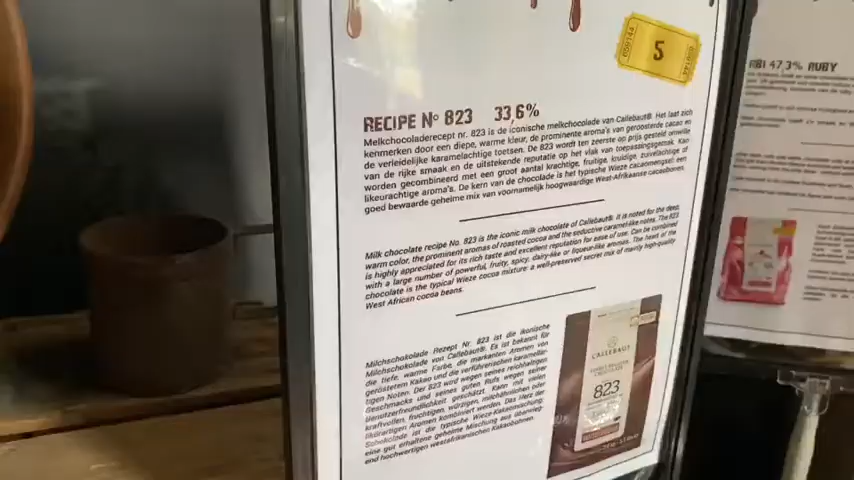 659144
5
RECIPE Nº 823 33,6%
Melkchocoladerecept nr. 823 is de iconische melkchocolade van Callebaut®. Het laat zich
kenmerken door een diepe, warme kleur, de prominente aroma's van geroosterde cacao en
de verleidelijke karamelachtige toetsen. De 823 wordt ten zeerste op prijs gesteld omwille
van de rijke smaak en de uitstekende reputatie op het vlak van toepassingsgemak. Kan
worden gecombineerd met een groot aantal krachtige, fruitige, kruidige, zuivelachtige of
likeurachtige aroma's. De kern van de chocolade is het typische Wieze cacaomengsel: een
goed bewaarde geheime mix van voornamelijk hoogwaardige West-Afrikaanse cacaobonen.
Milk chocolate recipe No. 823 is the iconic milk chocolate of Callebaut®. It is noted for the deep,
warm color, the prominent aromas of roasted cocoa and the seductive caramel-like notes. The 823
is highly appreciated for its rich taste and excellent reputation for ease of use. Can be combined
with a large number of powerful, fruity, spicy, dairy-like or liqueur-like aromas. The heart of the
chocolate is the typical Wieze cocoa mixture: a well-preserved secret mix of mainly high-quality
West African cocoa beans.
Milchschokolade Rezept Nr. 823 ist die ikonische
Milchschokolade von Callebaut®. Es ist bekannt für
die tiefe, warme Farbe, die markanten Aromen von
geröstetem Kakao und die verführerischen karamellar-
tigen Noten. Der 823 wird wegen seines reichhaltigen
Geschmacks und seines guten Rufs wegen seiner
Benutzerfreundlichkeit geschätzt. Kann mit vielen
kraftvollen, fruchtigen, würzigen, milchähnlichen oder
likörartigen Aromen kombiniert werden. Das Herz der
Schokolade ist die typische Wieze-Kakaomischung:
eine gut erhaltene geheime Mischung aus überwieg-
end hochwertigen westafrikanischen Kakaobohnen.
CALLEBAUT
823
RB1 47,3% RUBY